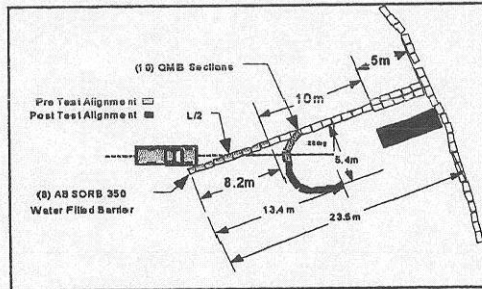 (10) QMB Sections
5m
10m
Pre Test Alignment
Post Test Alignment
L/2
5.4m
8.2m
(8) ABSORB 350
Water Filled Barrier
13.4 m
23.5m